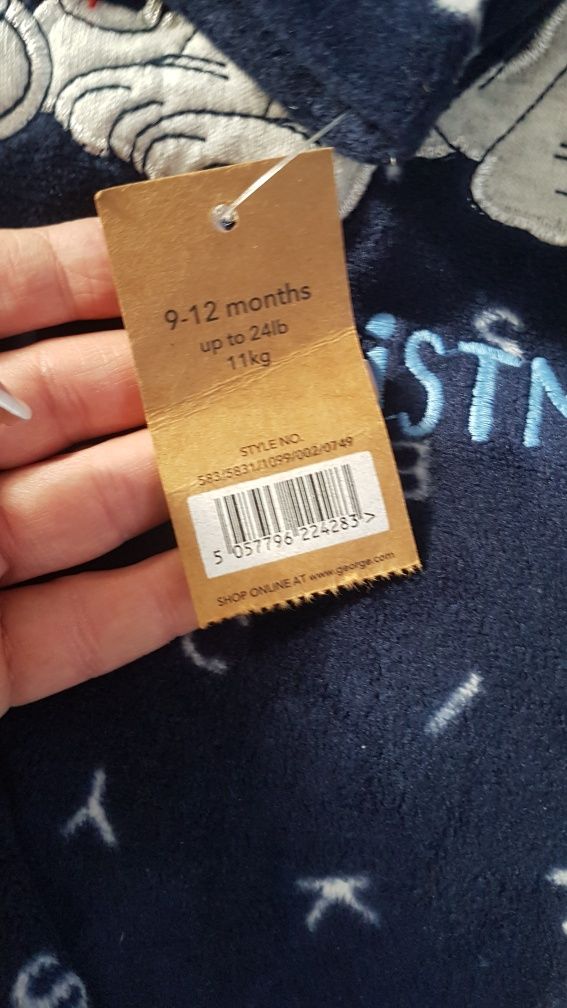 9-12 months
up to 24lb
11kg
STYLE NO.
583/5831/1099/002/0749
5 057796 224283 >
SHOP ONLINE AT www.george.com
iSTM
C
E
C
I
Y
K